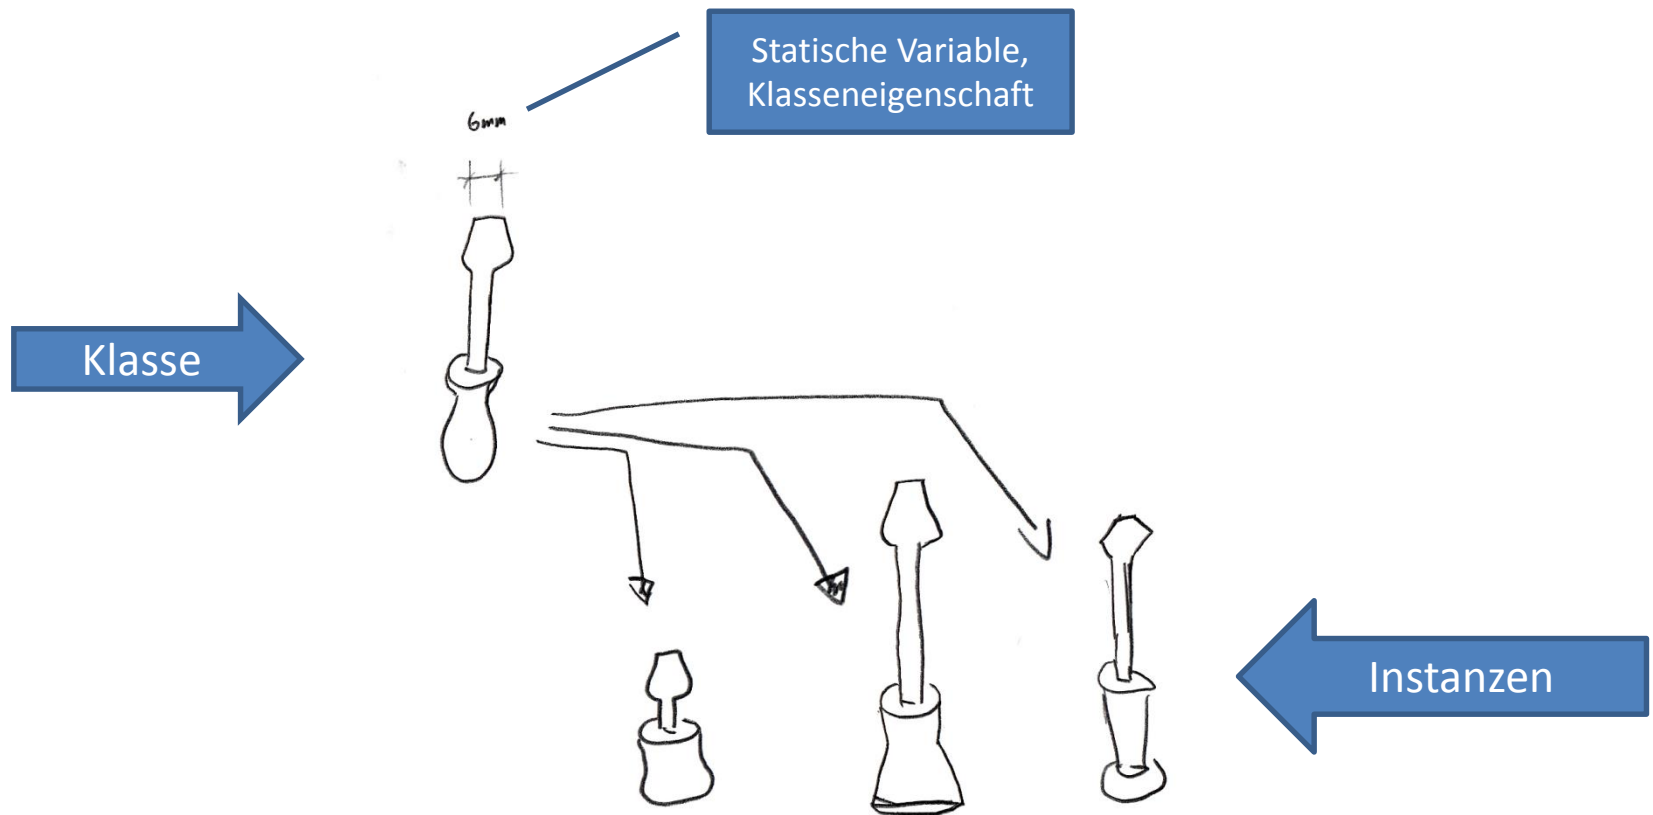 Statische Variable,
Klasseneigenschaft
6mm
Klasse
Instanzen